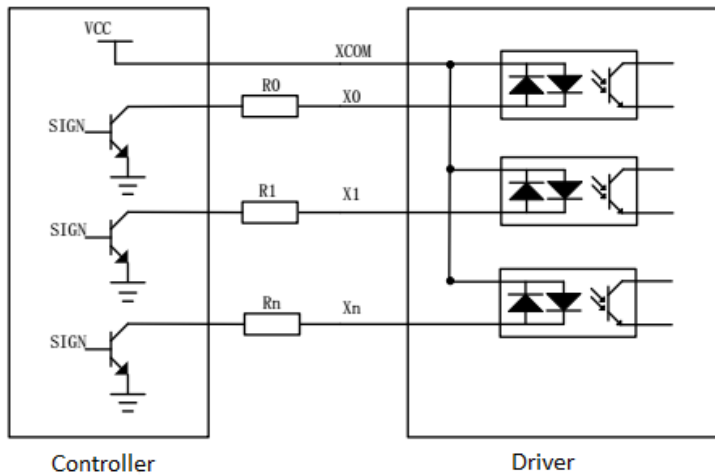 VCC
XCOM
R0
X0
SIGN
R1
X1
SIGN
Rn
Xn
SIGN
Controller
Driver